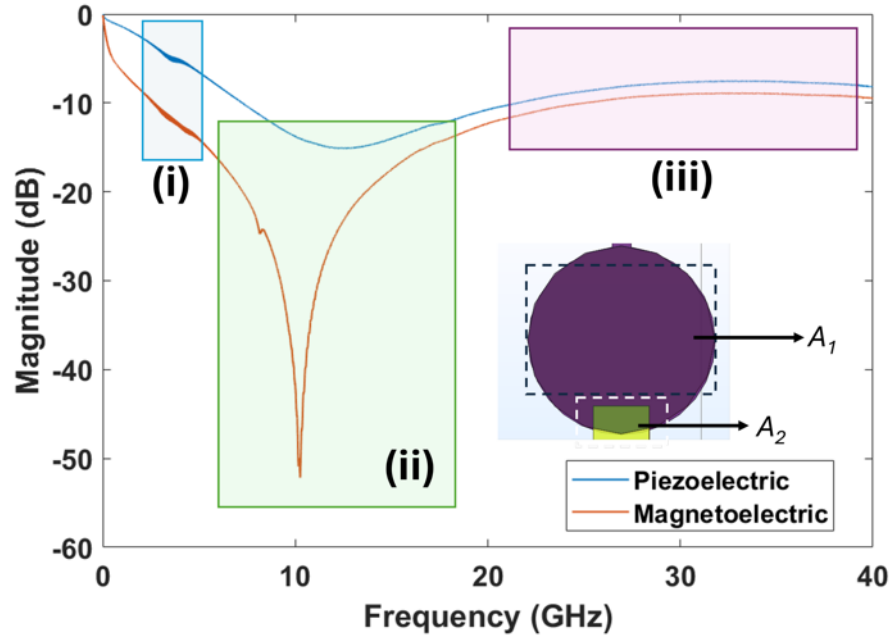 0
-10
-20
-30
-40
-50
-60
Magnitude (dB)
(i)
(ii)
(iii)
A1
A2
Piezoelectric
Magnetoelectric
0 10 20 30 40
Frequency (GHz)